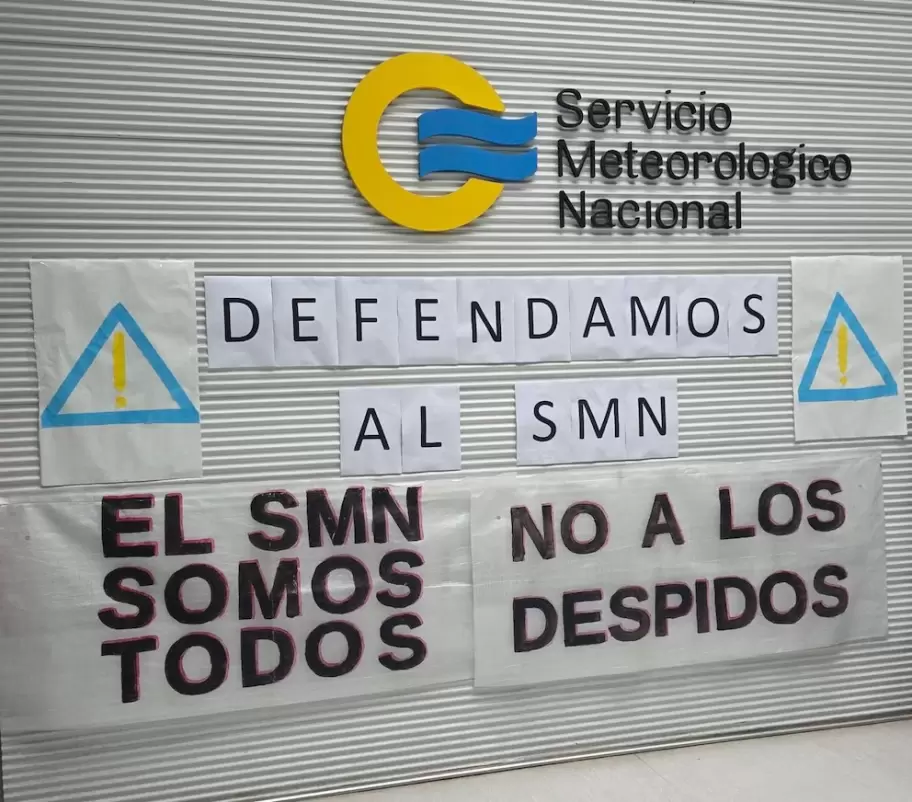 Servicio
Meteorologico
Nacional
!
DEFENDAMOS
!
AL SMN
EL SMN
SOMOS
TODOS
NO A LOS
DESPIDOS